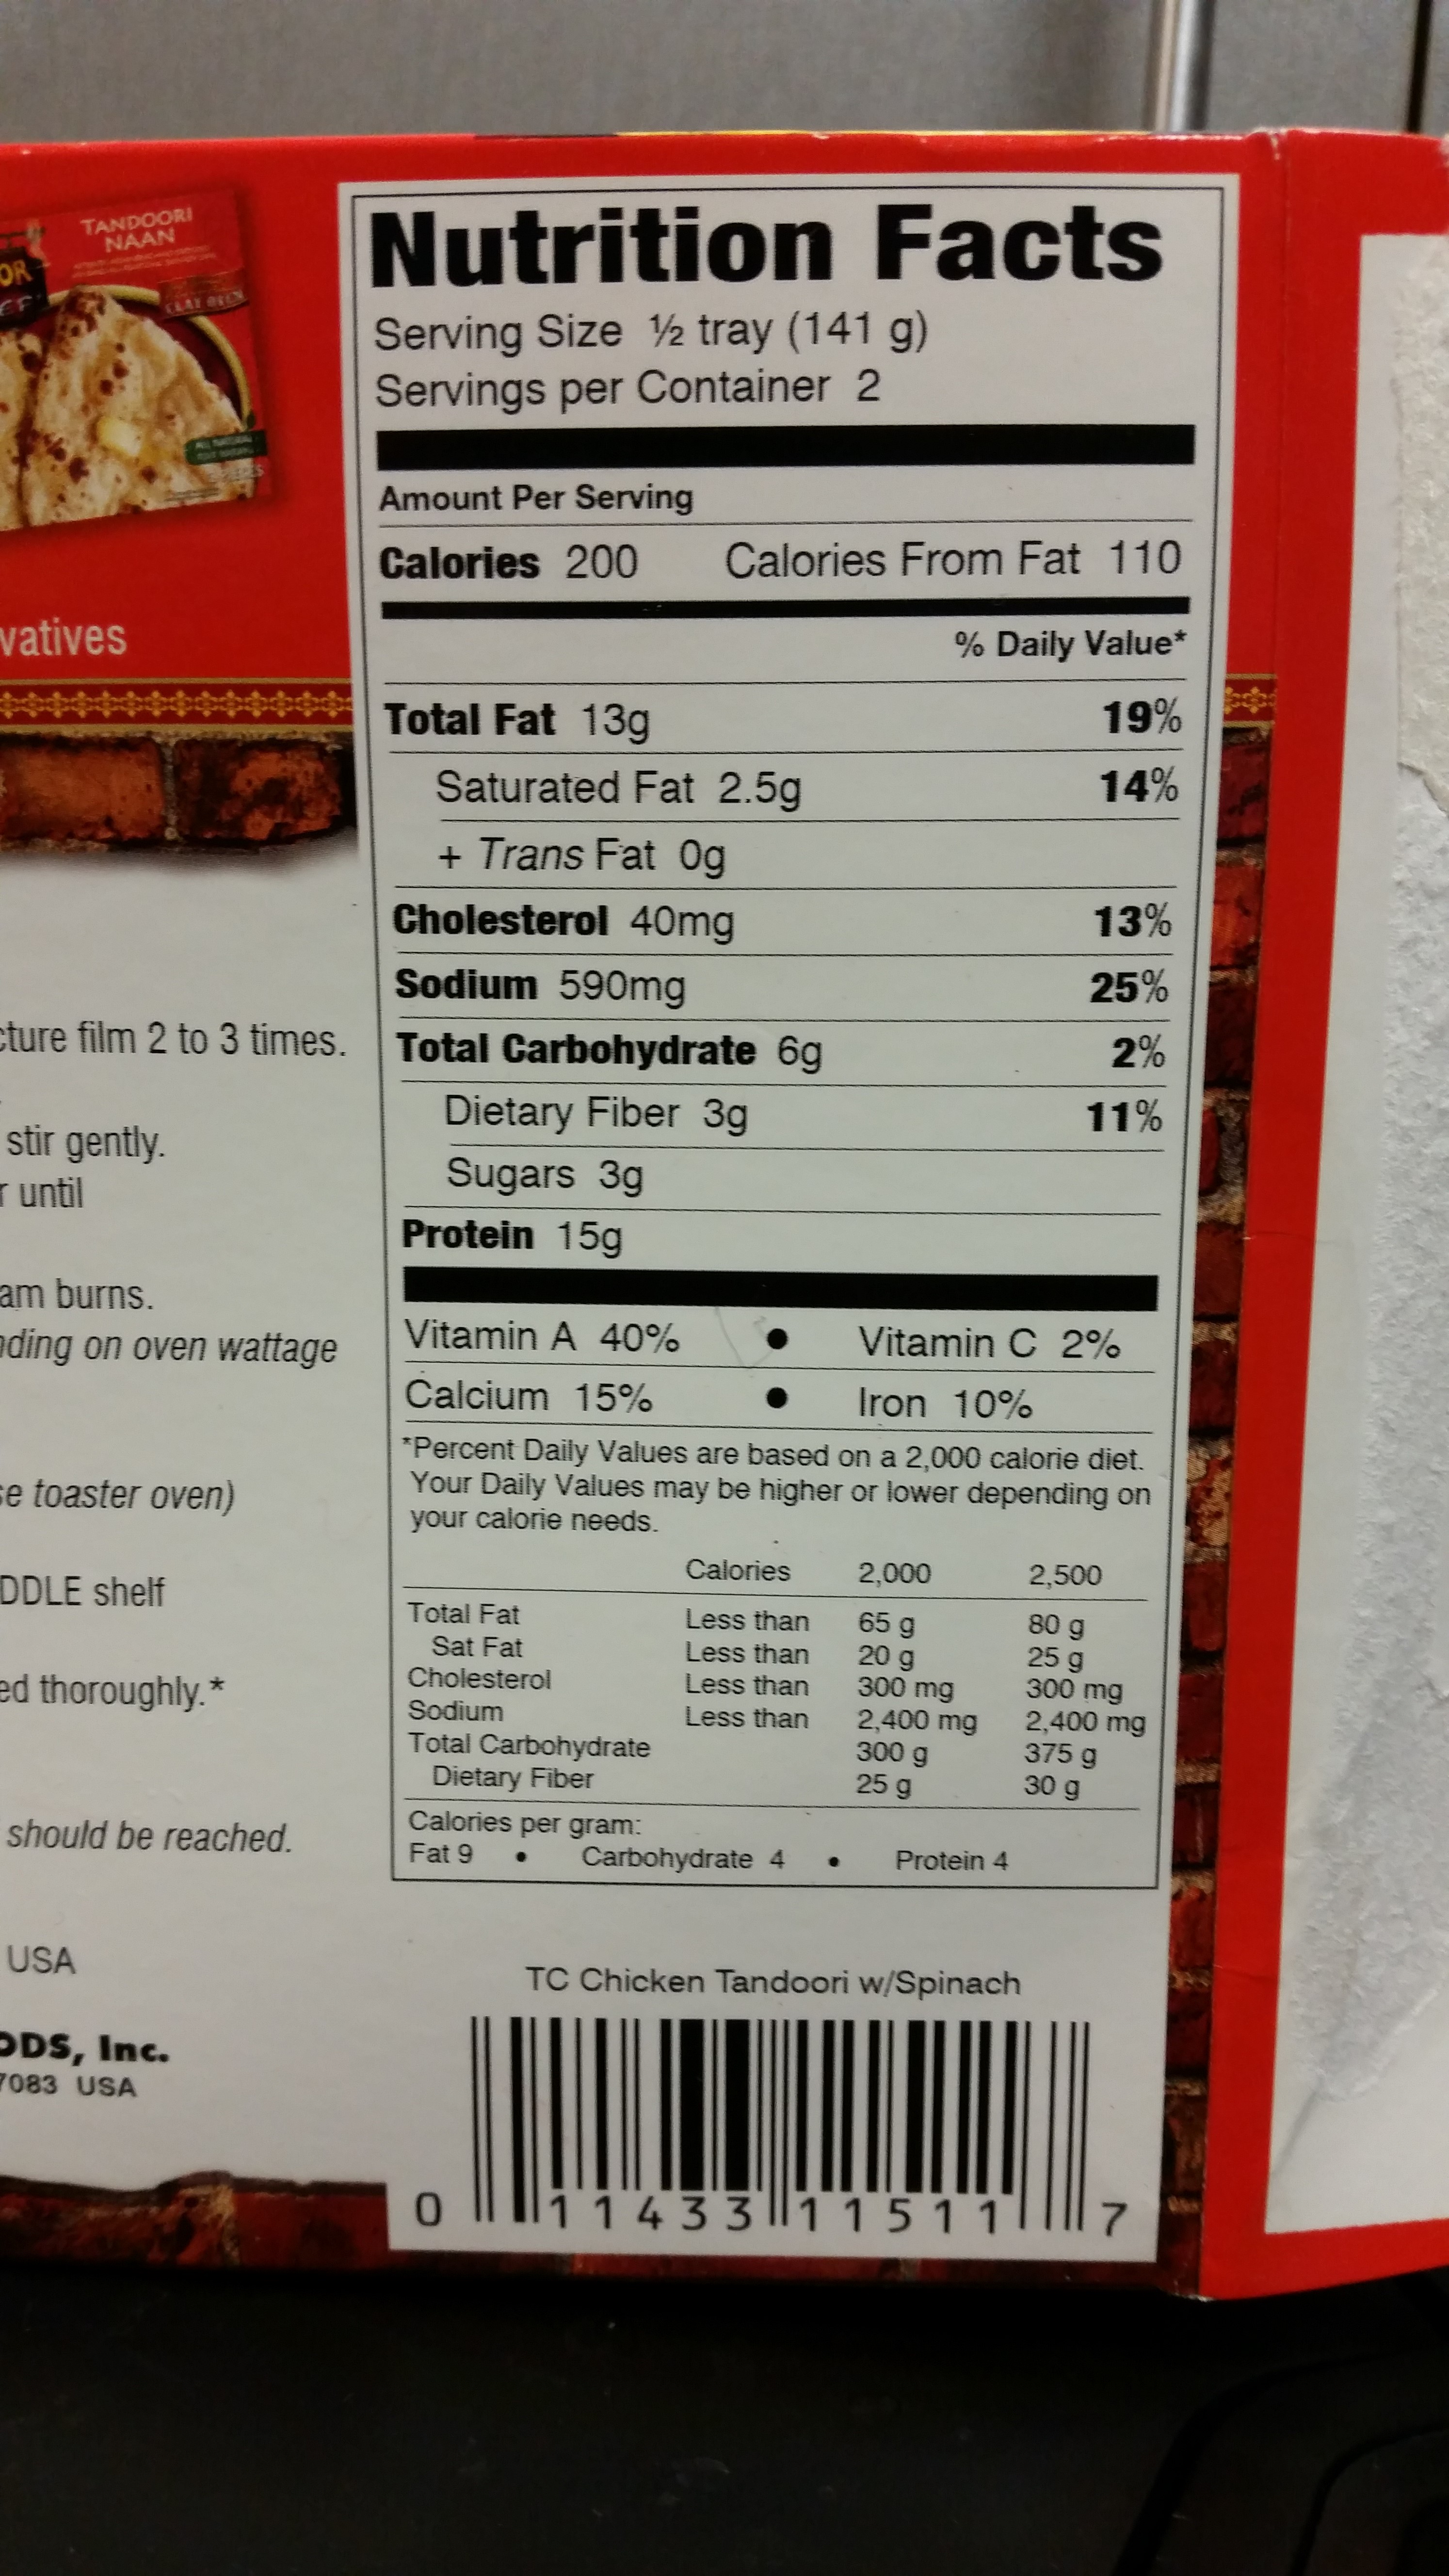 TANDOORI
NAAN
OR
CLAY OVEN
vatives
cture film 2 to 3 times.
stir gently.
r until
am burns.
nding on oven wattage
se toaster oven)
DDLE shelf
ed thoroughly.*
should be reached.
USA
ODS, Inc.
7083 USA
Nutrition Facts
Serving Size ½ tray (141 g)
Servings per Container 2
Amount Per Serving
Calories 200 Calories From Fat 110
% Daily Value*
Total Fat 13g 19%
Saturated Fat 2.5g 14%
+ Trans Fat 0g
Cholesterol 40mg 13%
Sodium 590mg 25%
Total Carbohydrate 6g 2%
Dietary Fiber 3g 11%
Sugars 3g
Protein 15g
Vitamin A 40% • Vitamin C 2%
Calcium 15% • Iron 10%
*Percent Daily Values are based on a 2,000 calorie diet.
Your Daily Values may be higher or lower depending on
your calorie needs.
Calories 2,000 2,500
Total Fat Less than 65 g 80 g
Sat Fat Less than 20 g 25 g
Cholesterol Less than 300 mg 300 mg
Sodium Less than 2,400 mg 2,400 mg
Total Carbohydrate 300 g 375 g
Dietary Fiber 25 g 30 g
Calories per gram:
Fat 9 • Carbohydrate 4 • Protein 4
TC Chicken Tandoori w/Spinach
0 11433 11511 7